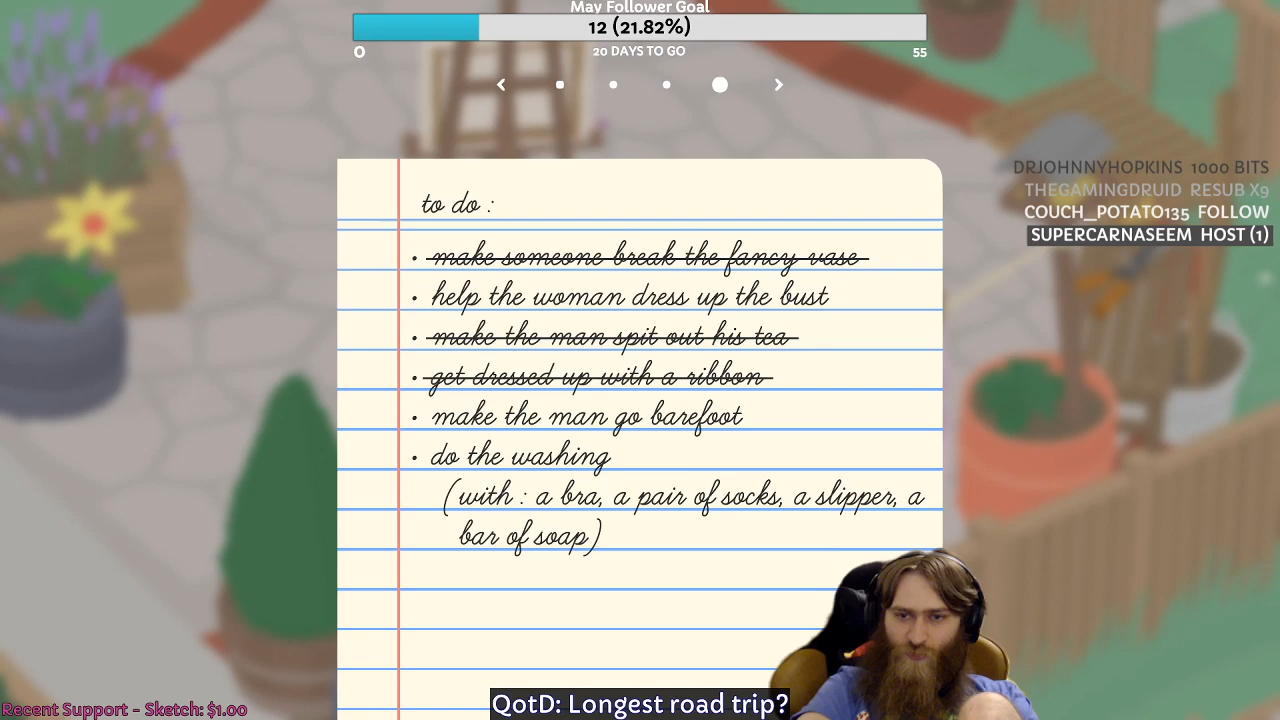 May Follower Goal
12 (21.82%)
0
20 DAYS TO GO
55
DRJOHNNYHOPKINS 1000 BITS
THEGAMINGDRUID RESUB X9
COUCH_POTATO135 FOLLOW
SUPERCARNASEEM HOST (1)
to do :
• make someone break the fancy vase
• help the woman dress up the bust
• make the man spit out his tea
• get dressed up with a ribbon
• make the man go barefoot
• do the washing
(with : a bra, a pair of socks, a slipper, a
bar of soap)
QotD: Longest road trip?
Recent Support - Sketch: $1.00